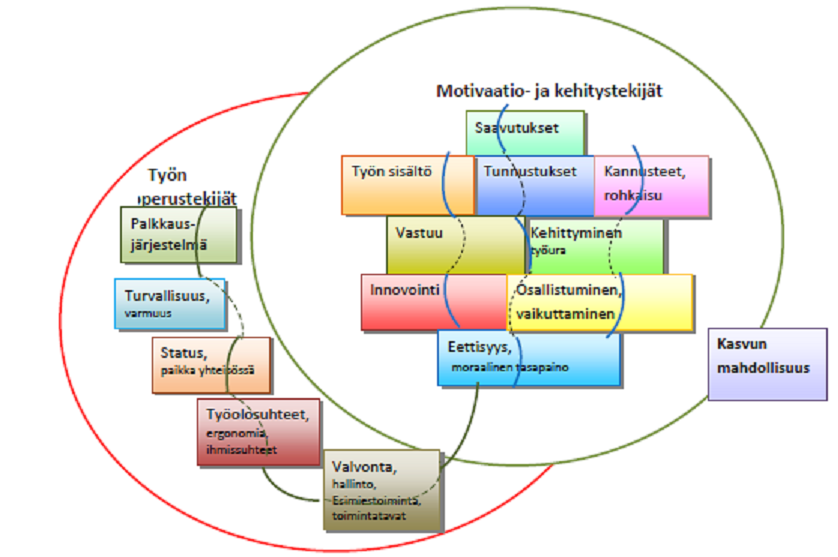 Motivaatio- ja kehitystekijät
Saavutukset
Työn sisältö
Tunnustukset
Kannusteet,
rohkaisu
Vastuu
Kehittyminen
työura
Innovointi
Osallistuminen,
vaikuttaminen
Eettisyys,
moraalinen tasapaino
Kasvun
mahdollisuus
Työn
perustekijät
Palkkaus-
järjestelmä
Turvallisuus,
varmuus
Status,
paikka yhteisössä
Työolosuhteet,
ergonomia,
ihmissuhteet
Valvonta,
hallinto,
Esimiestoiminta,
toimintatavat